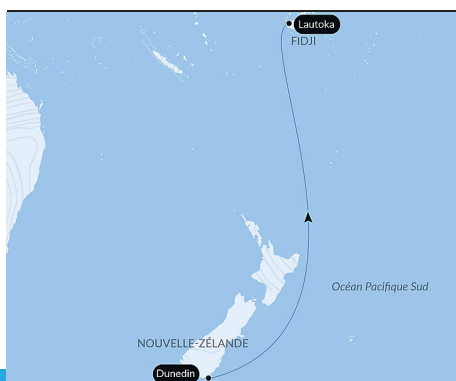 Lautoka
FIDJI
Océan Pacifique Sud
NOUVELLE-ZÉLANDE
Dunedin